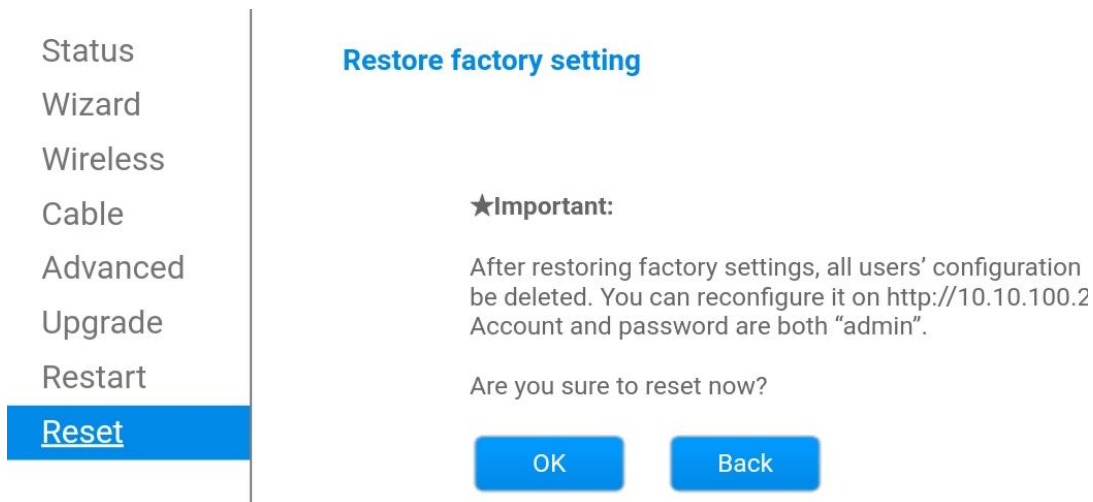 Status
Wizard
Wireless
Cable
Advanced
Upgrade
Restart
Reset
Restore factory setting
★Important:
After restoring factory settings, all users’ configuration
be deleted. You can reconfigure it on http://10.10.100.2
Account and password are both “admin”.
Are you sure to reset now?
OK
Back